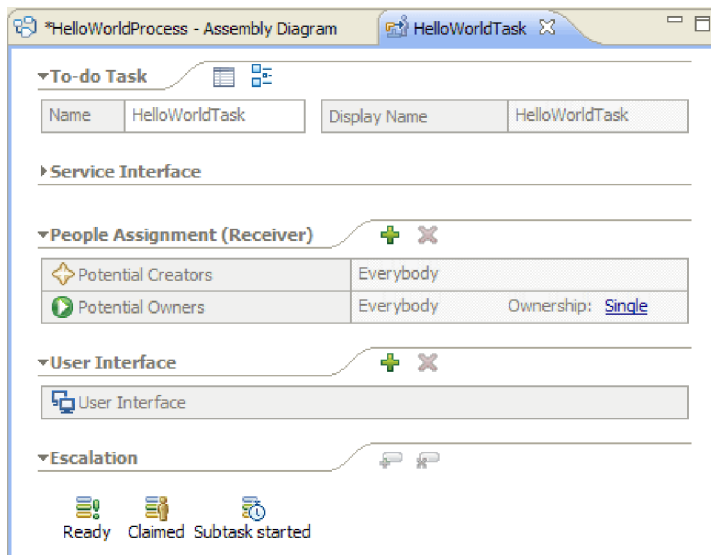 *HelloWorldProcess - Assembly Diagram HelloWorldTask
To-do Task
Name HelloWorldTask Display Name HelloWorldTask
Service Interface
People Assignment (Receiver)
Potential Creators Everybody
Potential Owners Everybody Ownership: Single
User Interface
User Interface
Escalation
Ready Claimed Subtask started